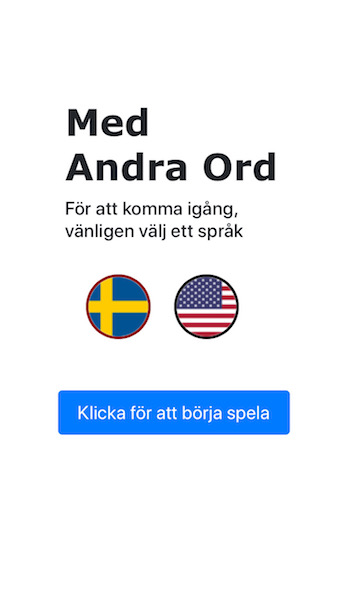 Med
Andra Ord
För att komma igång,
vänligen välj ett språk
Klicka för att börja spela